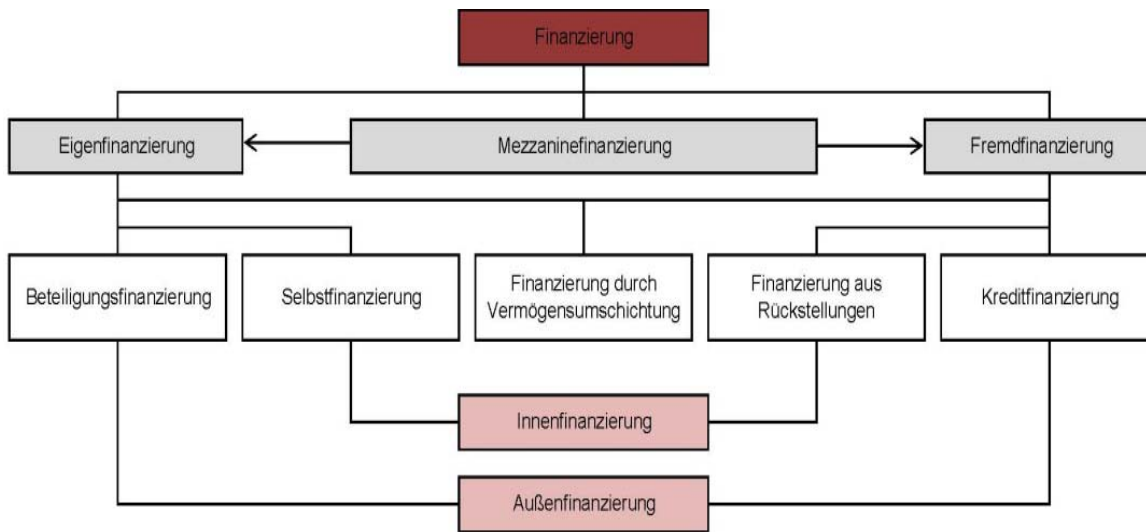 Finanzierung
Eigenfinanzierung
Mezzaninefinanzierung
Fremdfinanzierung
Beteiligungsfinanzierung
Selbstfinanzierung
Finanzierung durch
Vermögensumschichtung
Finanzierung aus
Rückstellungen
Kreditfinanzierung
Innenfinanzierung
Außenfinanzierung